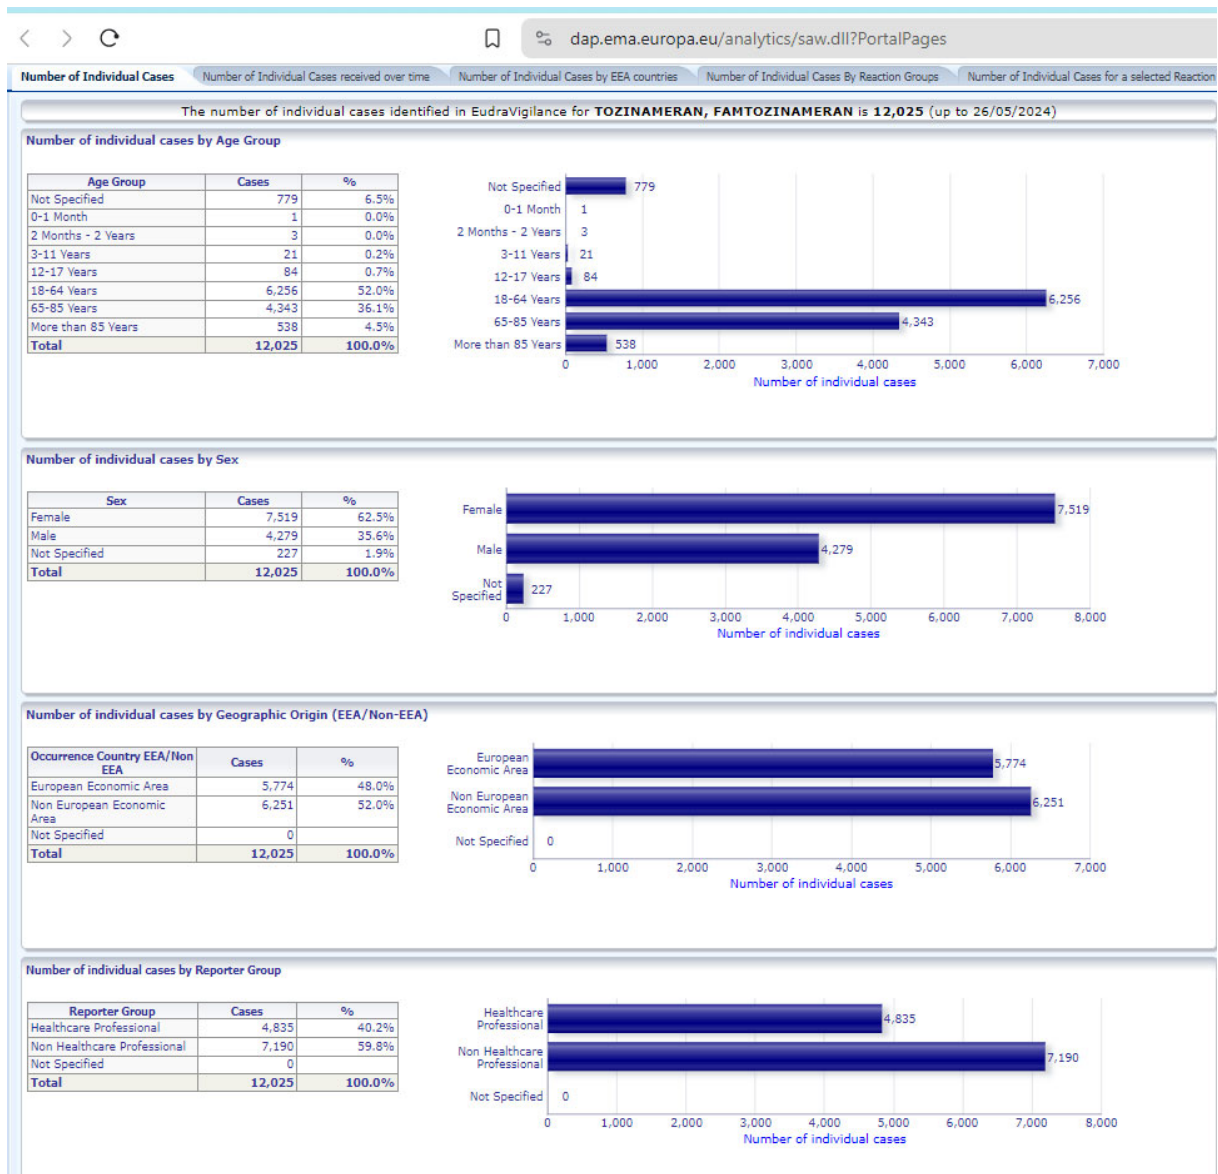 dap.ema.europa.eu/analytics/saw.dll?PortalPages
Number of Individual Cases Number of Individual Cases received over time Number of Individual Cases by EEA countries Number of Individual Cases By Reaction Groups Number of Individual Cases for a selected Reaction
The number of individual cases identified in EudraVigilance for TOZINAMERAN, FAMTOZINAMERAN is 12,025 (up to 26/05/2024)
Number of individual cases by Age Group
Age Group Cases %
Not Specified 779 6.5%
0-1 Month 1 0.0%
2 Months - 2 Years 3 0.0%
3-11 Years 21 0.2%
12-17 Years 84 0.7%
18-64 Years 6,256 52.0%
65-85 Years 4,343 36.1%
More than 85 Years 538 4.5%
Total 12,025 100.0%
Not Specified 779
0-1 Month 1
2 Months - 2 Years 3
3-11 Years 21
12-17 Years 84
18-64 Years 6,256
65-85 Years 4,343
More than 85 Years 538
0 1,000 2,000 3,000 4,000 5,000 6,000 7,000
Number of individual cases
Number of individual cases by Sex
Sex Cases %
Female 7,519 62.5%
Male 4,279 35.6%
Not Specified 227 1.9%
Total 12,025 100.0%
Female 7,519
Male 4,279
Not
Specified 227
0 1,000 2,000 3,000 4,000 5,000 6,000 7,000 8,000
Number of individual cases
Number of individual cases by Geographic Origin (EEA/Non-EEA)
Occurrence Country EEA/Non
EEA Cases %
European Economic Area 5,774 48.0%
Non European Economic
Area 6,251 52.0%
Not Specified 0
Total 12,025 100.0%
European
Economic Area 5,774
Non European
Economic Area 6,251
Not Specified 0
0 1,000 2,000 3,000 4,000 5,000 6,000 7,000
Number of individual cases
Number of individual cases by Reporter Group
Reporter Group Cases %
Healthcare Professional 4,835 40.2%
Non Healthcare Professional 7,190 59.8%
Not Specified 0
Total 12,025 100.0%
Healthcare
Professional 4,835
Non Healthcare
Professional 7,190
Not Specified 0
0 1,000 2,000 3,000 4,000 5,000 6,000 7,000 8,000
Number of individual cases